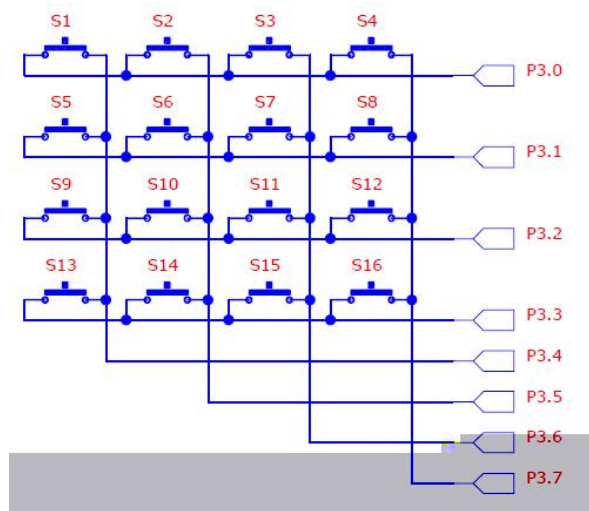 S1 S2 S3 S4
P3.0
S5 S6 S7 S8
P3.1
S9 S10 S11 S12
P3.2
S13 S14 S15 S16
P3.3
P3.4
P3.5
P3.6
P3.7